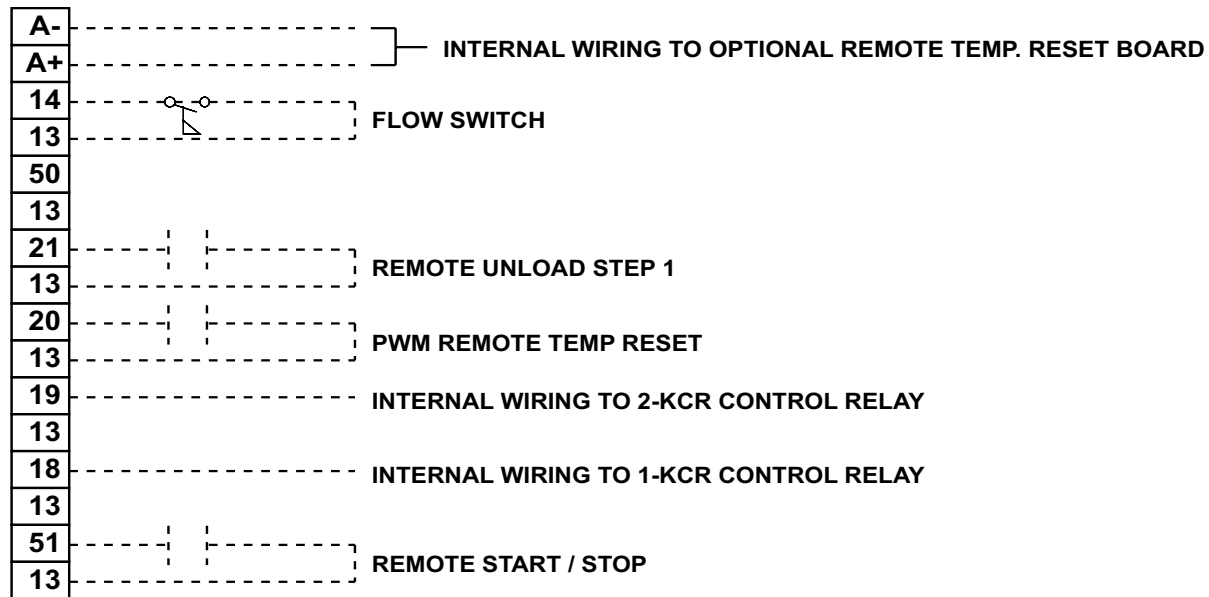 A-
INTERNAL WIRING TO OPTIONAL REMOTE TEMP. RESET BOARD
A+
14
FLOW SWITCH
13
50
13
21
REMOTE UNLOAD STEP 1
13
20
PWM REMOTE TEMP RESET
13
19 INTERNAL WIRING TO 2-KCR CONTROL RELAY
13
18 INTERNAL WIRING TO 1-KCR CONTROL RELAY
13
51
REMOTE START / STOP
13